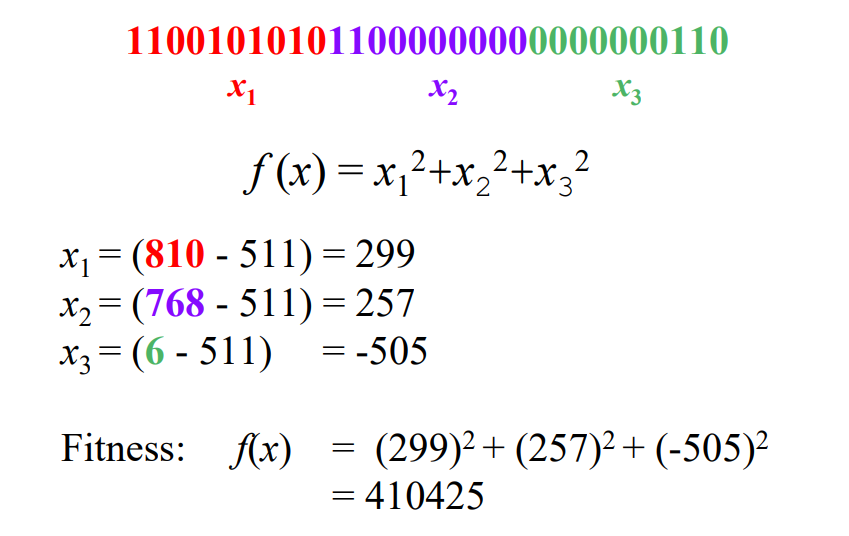 110010101011000000000000000110
x₁ x₂ x₃
f(x) = x₁²+x₂²+x₃²
x₁ = (810 - 511) = 299
x₂ = (768 - 511) = 257
x₃ = (6 - 511) = -505
Fitness: f(x) = (299)² + (257)² + (-505)²
= 410425